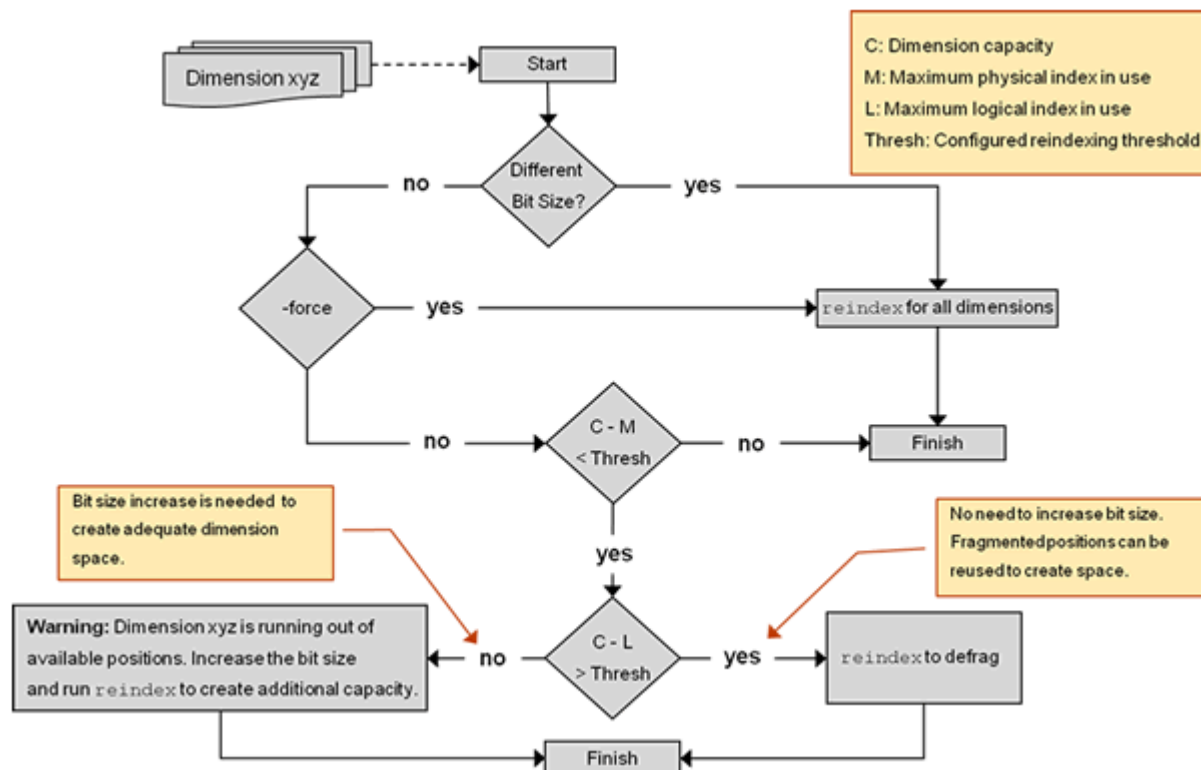 Dimension xyz
Start
C: Dimension capacity
M: Maximum physical index in use
L: Maximum logical index in use
Thresh: Configured reindexing threshold
Different
Bit Size?
no
yes
-force
yes
reindex for all dimensions
no
C - M
< Thresh
no
Finish
Bit size increase is needed to
create adequate dimension
space.
yes
No need to increase bit size.
Fragmented positions can be
reused to create space.
Warning: Dimension xyz is running out of
available positions. Increase the bit size
and run reindex to create additional capacity.
no
C - L
> Thresh
yes
reindex to defrag
Finish